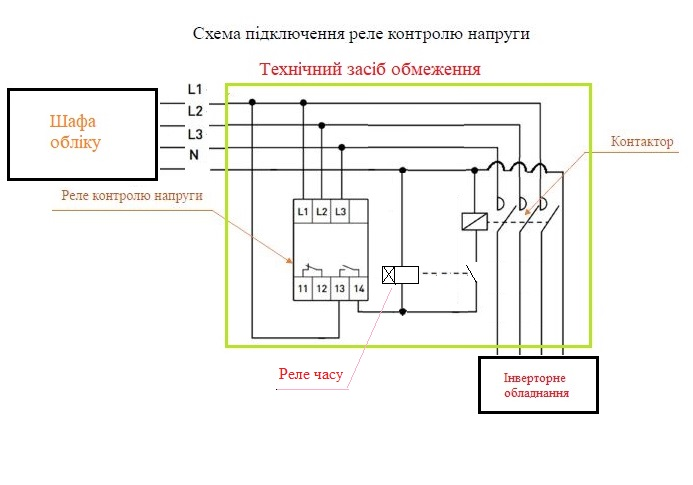 Схема підключення реле контролю напруги
Технічний засіб обмеження
L1
L2
L3
N
Шафа
обліку
Контактор
Реле контролю напруги
L1 L2 L3
11 12 13 14
Реле часу
Інверторне
обладнання